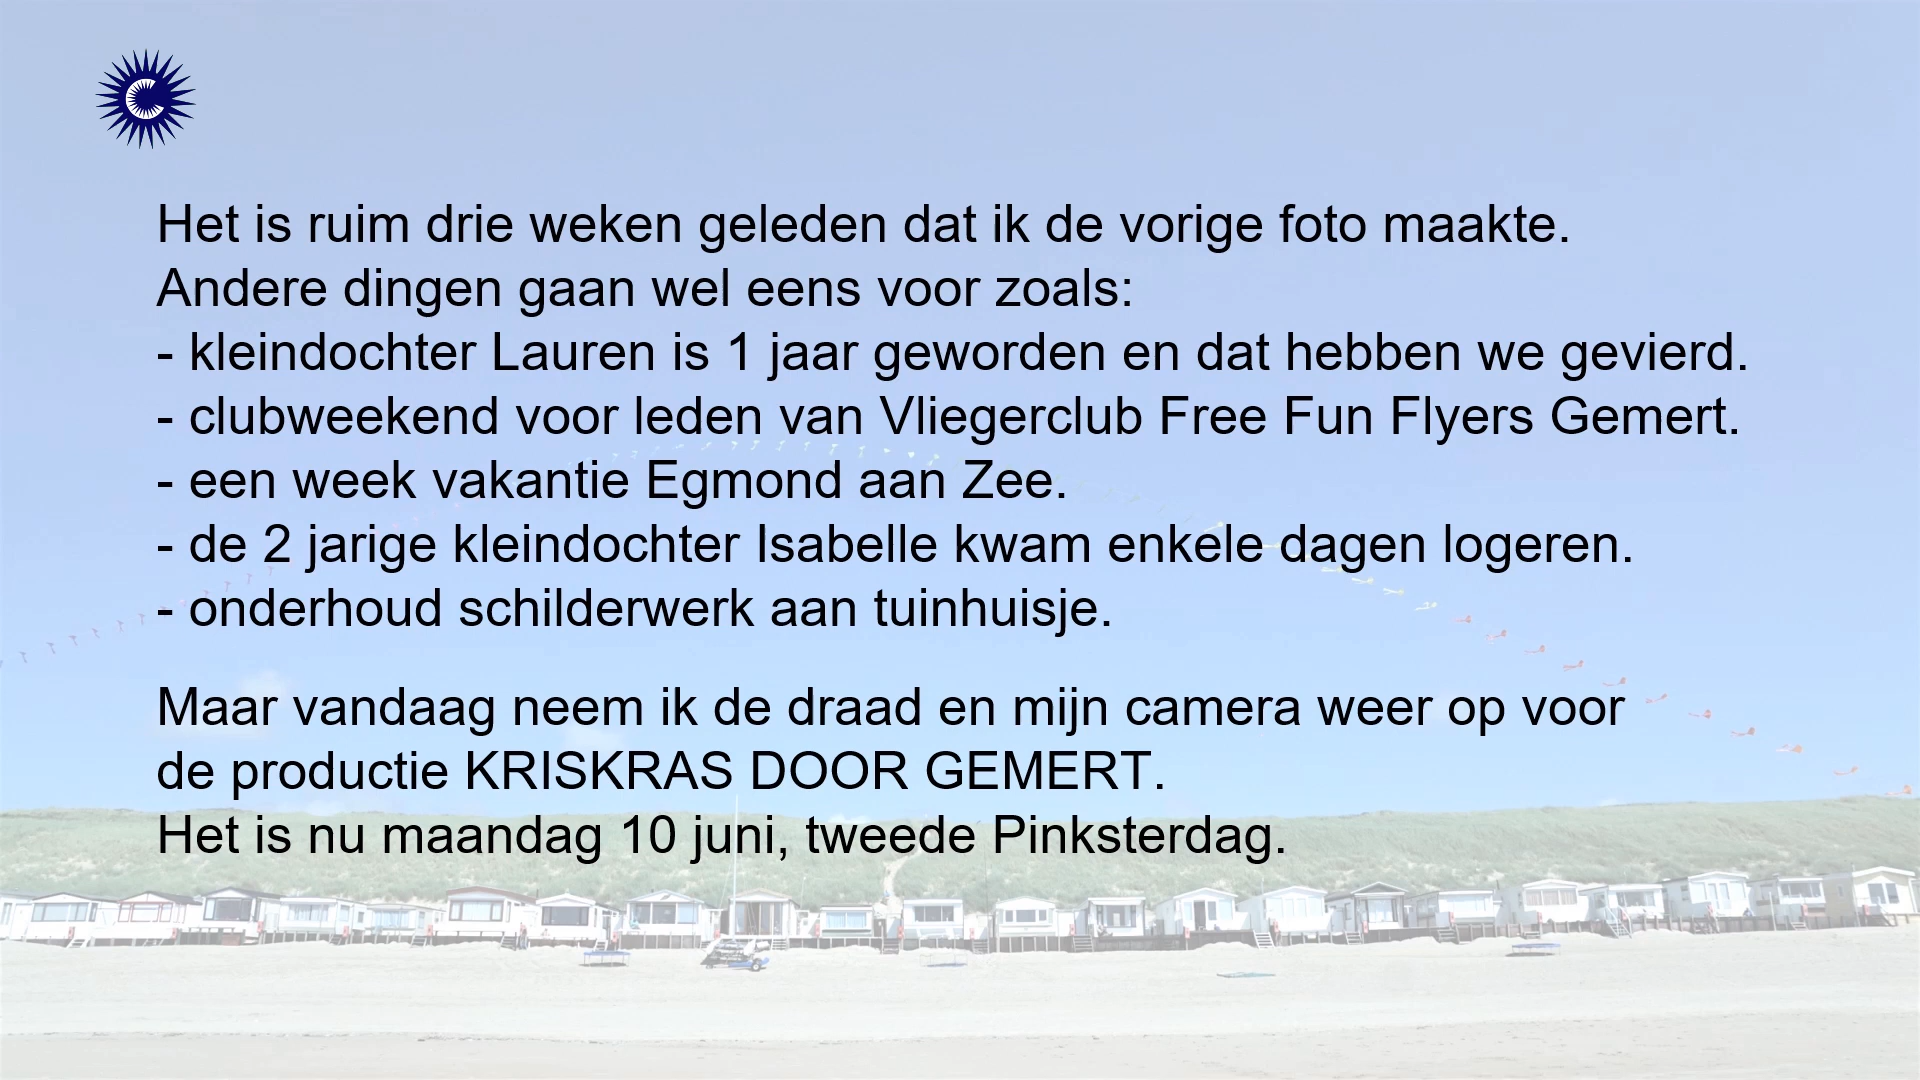 C
Het is ruim drie weken geleden dat ik de vorige foto maakte.
Andere dingen gaan wel eens voor zoals:
- kleindochter Lauren is 1 jaar geworden en dat hebben we gevierd.
- clubweekend voor leden van Vliegerclub Free Fun Flyers Gemert.
- een week vakantie Egmond aan Zee.
- de 2 jarige kleindochter Isabelle kwam enkele dagen logeren.
- onderhoud schilderwerk aan tuinhuisje.
Maar vandaag neem ik de draad en mijn camera weer op voor
de productie KRISKRAS DOOR GEMERT.
Het is nu maandag 10 juni, tweede Pinksterdag.